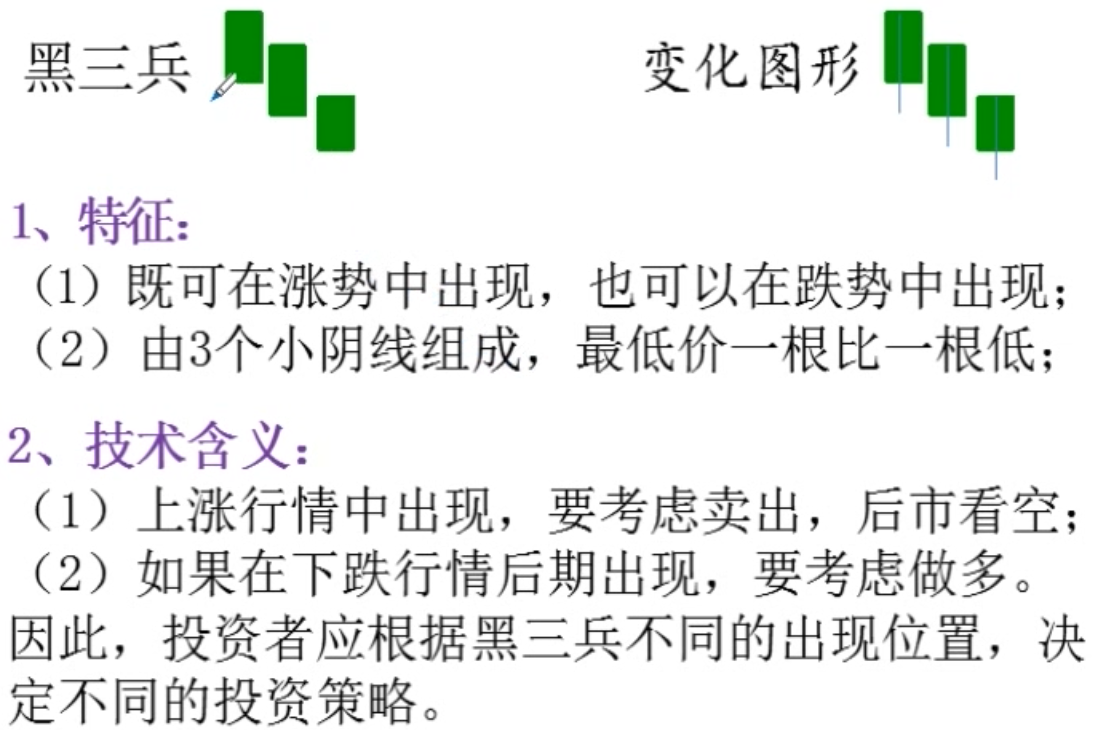 黑三兵
变化图形
1、特征：
（1）既可在涨势中出现，也可以在跌势中出现；
（2）由3个小阴线组成，最低价一根比一根低；
2、技术含义：
（1）上涨行情中出现，要考虑卖出，后市看空；
（2）如果在下跌行情后期出现，要考虑做多。
因此，投资者应根据黑三兵不同的出现位置，决
定不同的投资策略。